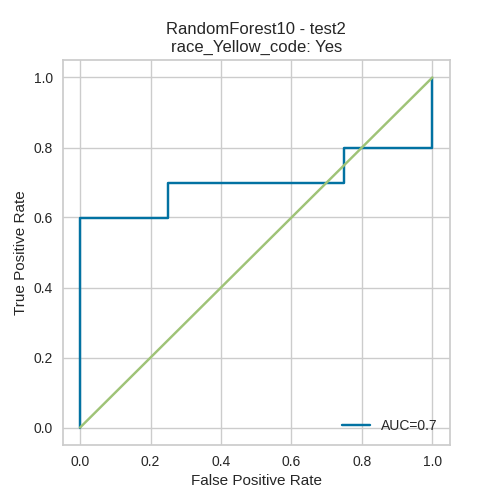 RandomForest10 - test2
race_Yellow_code: Yes
True Positive Rate
1.0
0.8
0.6
0.4
0.2
0.0
AUC=0.7
0.0 0.2 0.4 0.6 0.8 1.0
False Positive Rate